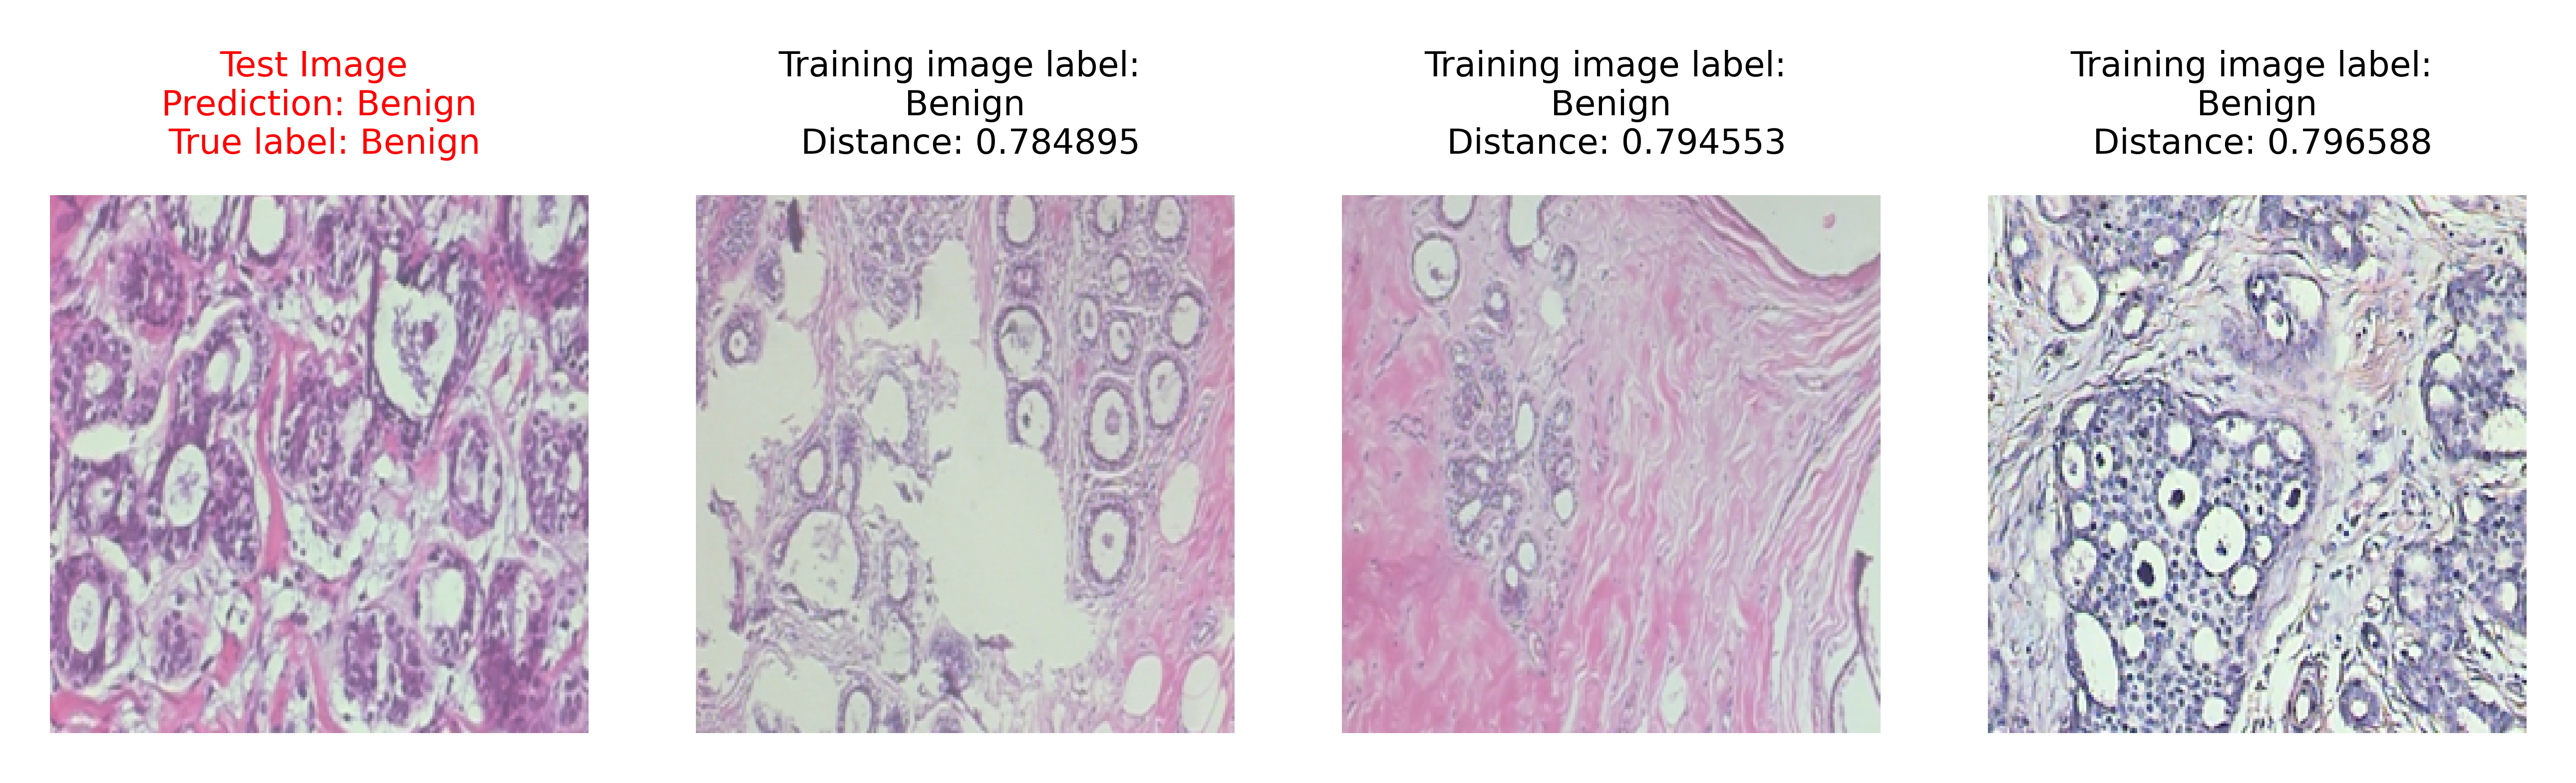 Test Image
Prediction: Benign
True label: Benign
Training image label:
Benign
Distance: 0.784895
Training image label:
Benign
Distance: 0.794553
Training image label:
Benign
Distance: 0.796588